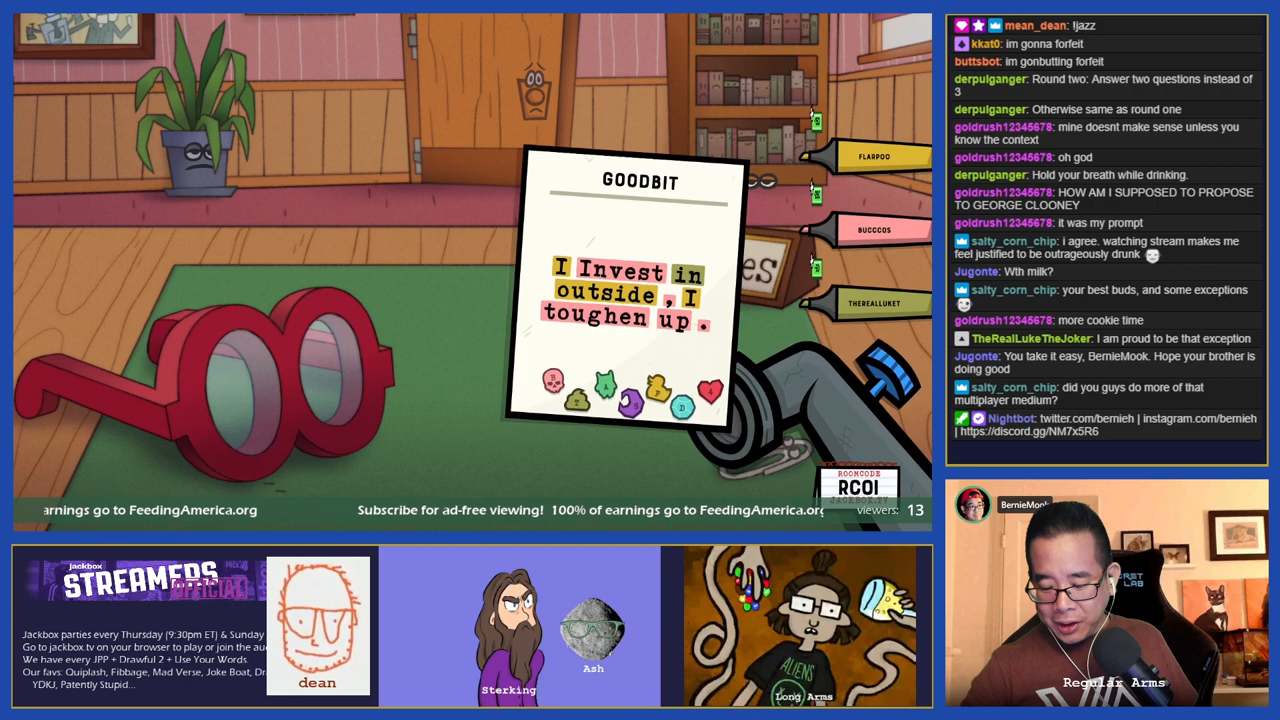 GOODBIT
I Invest in
outside , I
toughen up .
B
T
A
S
F
D
J
FLARPOO
BUCCCOS
THEREALLUKET
es
ROOMCODE
RCOI
JACKBOX.TV
arnings go to FeedingAmerica.org Subscribe for ad-free viewing! 100% of earnings go to FeedingAmerica.org viewers: 13
mean_dean: !jazz
kkat0: im gonna forfeit
buttsbot: im gonbutting forfeit
derpulganger: Round two: Answer two questions instead of
3
derpulganger: Otherwise same as round one
goldrush12345678: mine doesnt make sense unless you
know the context
goldrush12345678: oh god
derpulganger: Hold your breath while drinking.
goldrush12345678: HOW AM I SUPPOSED TO PROPOSE
TO GEORGE CLOONEY
goldrush12345678: it was my prompt
salty_corn_chip: i agree. watching stream makes me
feel justified to be outrageously drunk
Jugonte: Wth milk?
salty_corn_chip: your best buds, and some exceptions
goldrush12345678: more cookie time
TheRealLukeTheJoker: I am proud to be that exception
Jugonte: You take it easy, BernieMook. Hope your brother is
doing good
salty_corn_chip: did you guys do more of that
multiplayer medium?
Nightbot: twitter.com/bernieh | instagram.com/bernieh
| https://discord.gg/NM7x5R6
jackbox
STREAMERS
OFFICIAL
Jackbox parties every Thursday (9:30pm ET) & Sunday
Go to jackbox.tv on your browser to play or join the au
We have every JPP + Drawful 2 + Use Your Words.
Our favs: Quiplash, Fibbage, Mad Verse, Joke Boat, Dr
YDKJ, Patently Stupid...
dean
Sterking
Ash
ALIENS
Long Arms
BernieMook
LAB
Regular Arms